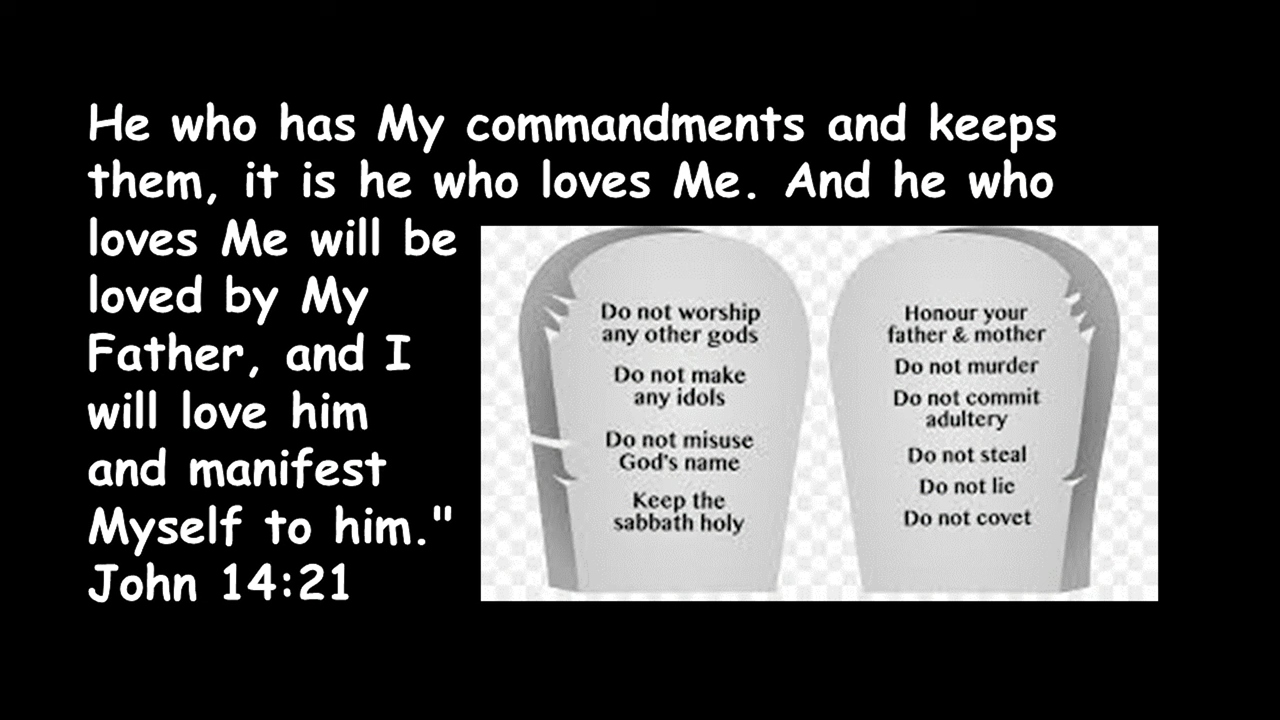 He who has My commandments and keeps
them, it is he who loves Me. And he who
loves Me will be
loved by My
Father, and I
will love him
and manifest
Myself to him."
John 14:21
Do not worship
any other gods
Do not make
any idols
Do not misuse
God's name
Keep the
sabbath holy
Honour your
father & mother
Do not murder
Do not commit
adultery
Do not steal
Do not lie
Do not covet